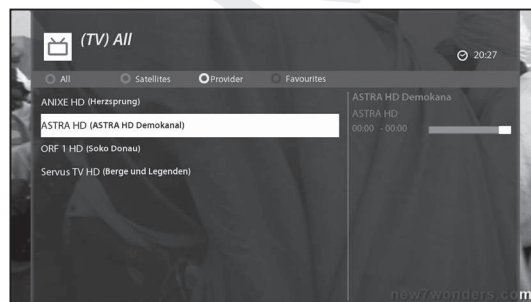 (TV) All
20:27
All Satellites Provider Favourites
ANIXE HD (Herzsprung)
ASTRA HD (ASTRA HD Demokanal)
ORF 1 HD (Soko Donau)
Servus TV HD (Berge und Legenden)
ASTRA HD Demokana
ASTRA HD
00:00 - 00:00
new7wonders.com